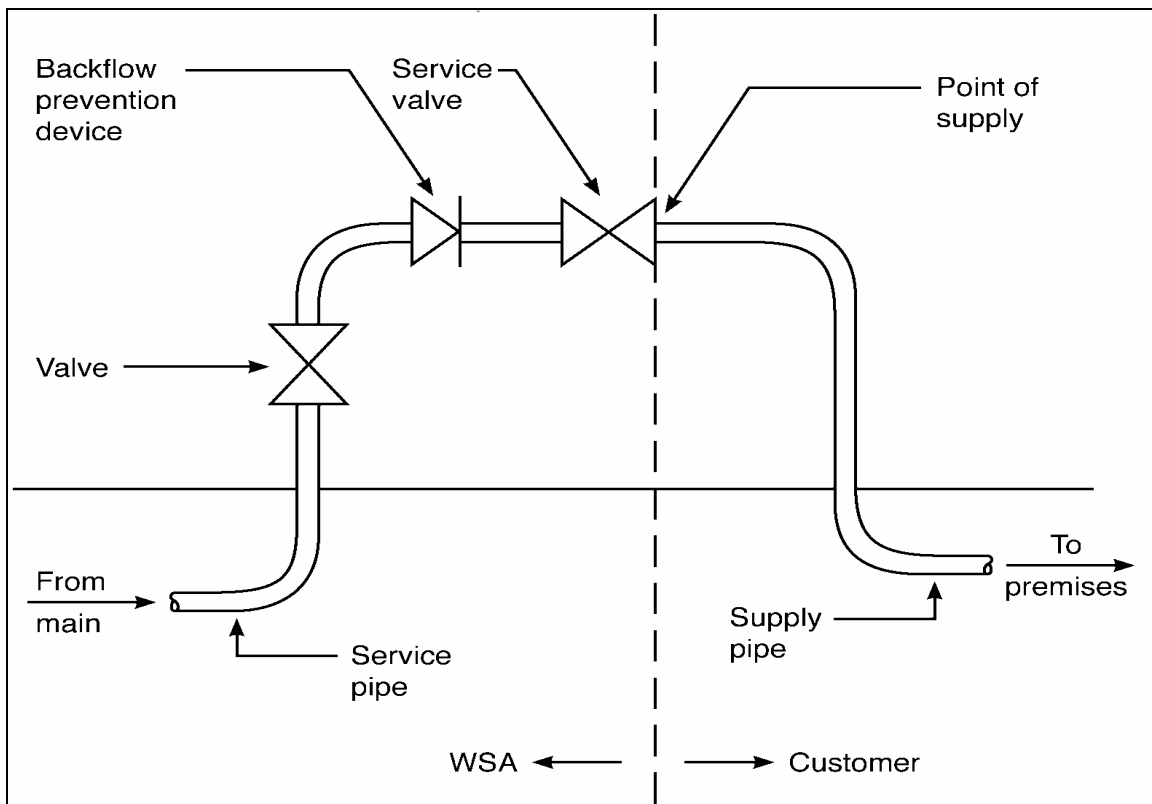 Backflow
prevention
device
Service
valve
Point of
supply
Valve
From
main
Service
pipe
Supply
pipe
To
premises
WSA
Customer